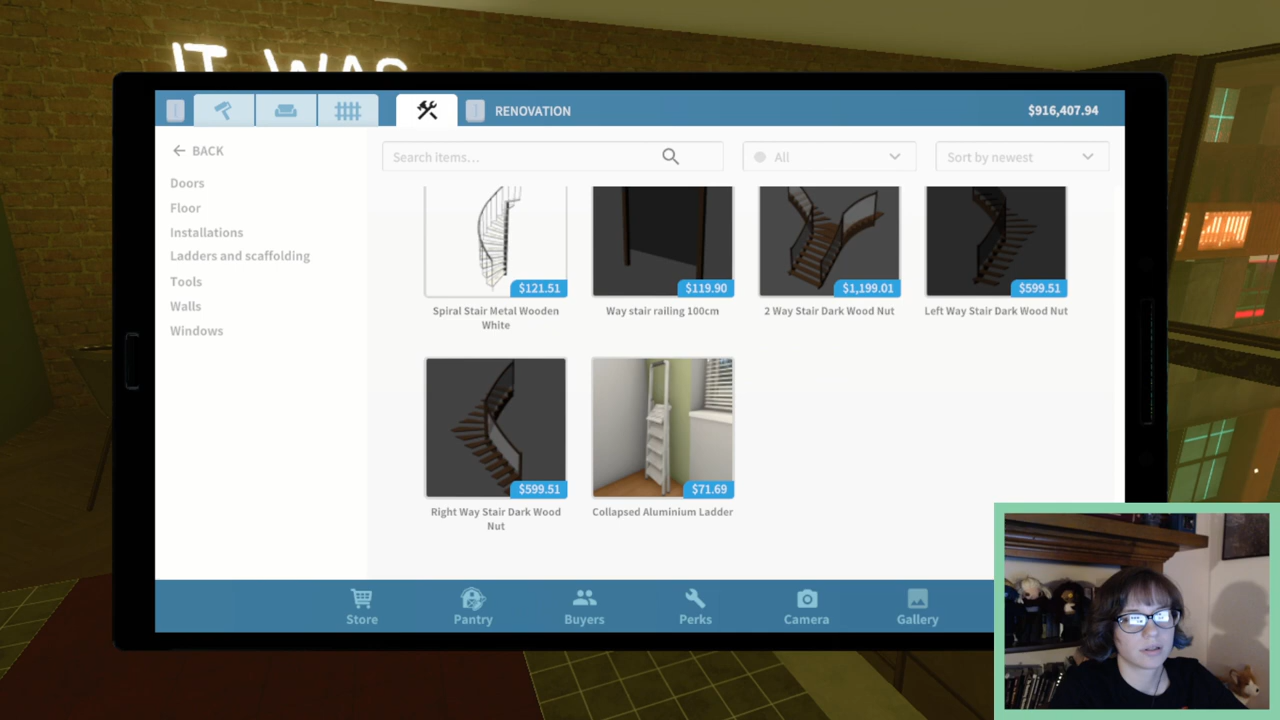 IT WAS
RENOVATION
$916,407.94
BACK
Search items...
All
Sort by newest
Doors
Floor
Installations
Ladders and scaffolding
Tools
Walls
Windows
$121.51
$119.90
$1,199.01
$599.51
Spiral Stair Metal Wooden
White
Way stair railing 100cm
2 Way Stair Dark Wood Nut
Left Way Stair Dark Wood Nut
$599.51
$71.69
Right Way Stair Dark Wood
Nut
Collapsed Aluminium Ladder
Store
Pantry
Buyers
Perks
Camera
Gallery